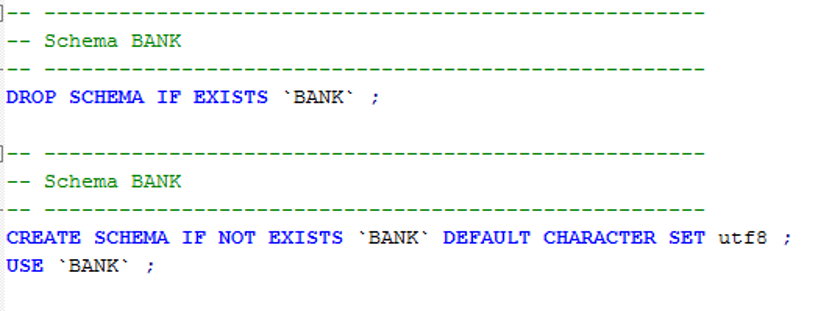 -- -----------------------------------------------------
-- Schema BANK
-- -----------------------------------------------------
DROP SCHEMA IF EXISTS `BANK` ;
-- -----------------------------------------------------
-- Schema BANK
-- -----------------------------------------------------
CREATE SCHEMA IF NOT EXISTS `BANK` DEFAULT CHARACTER SET utf8 ;
USE `BANK` ;